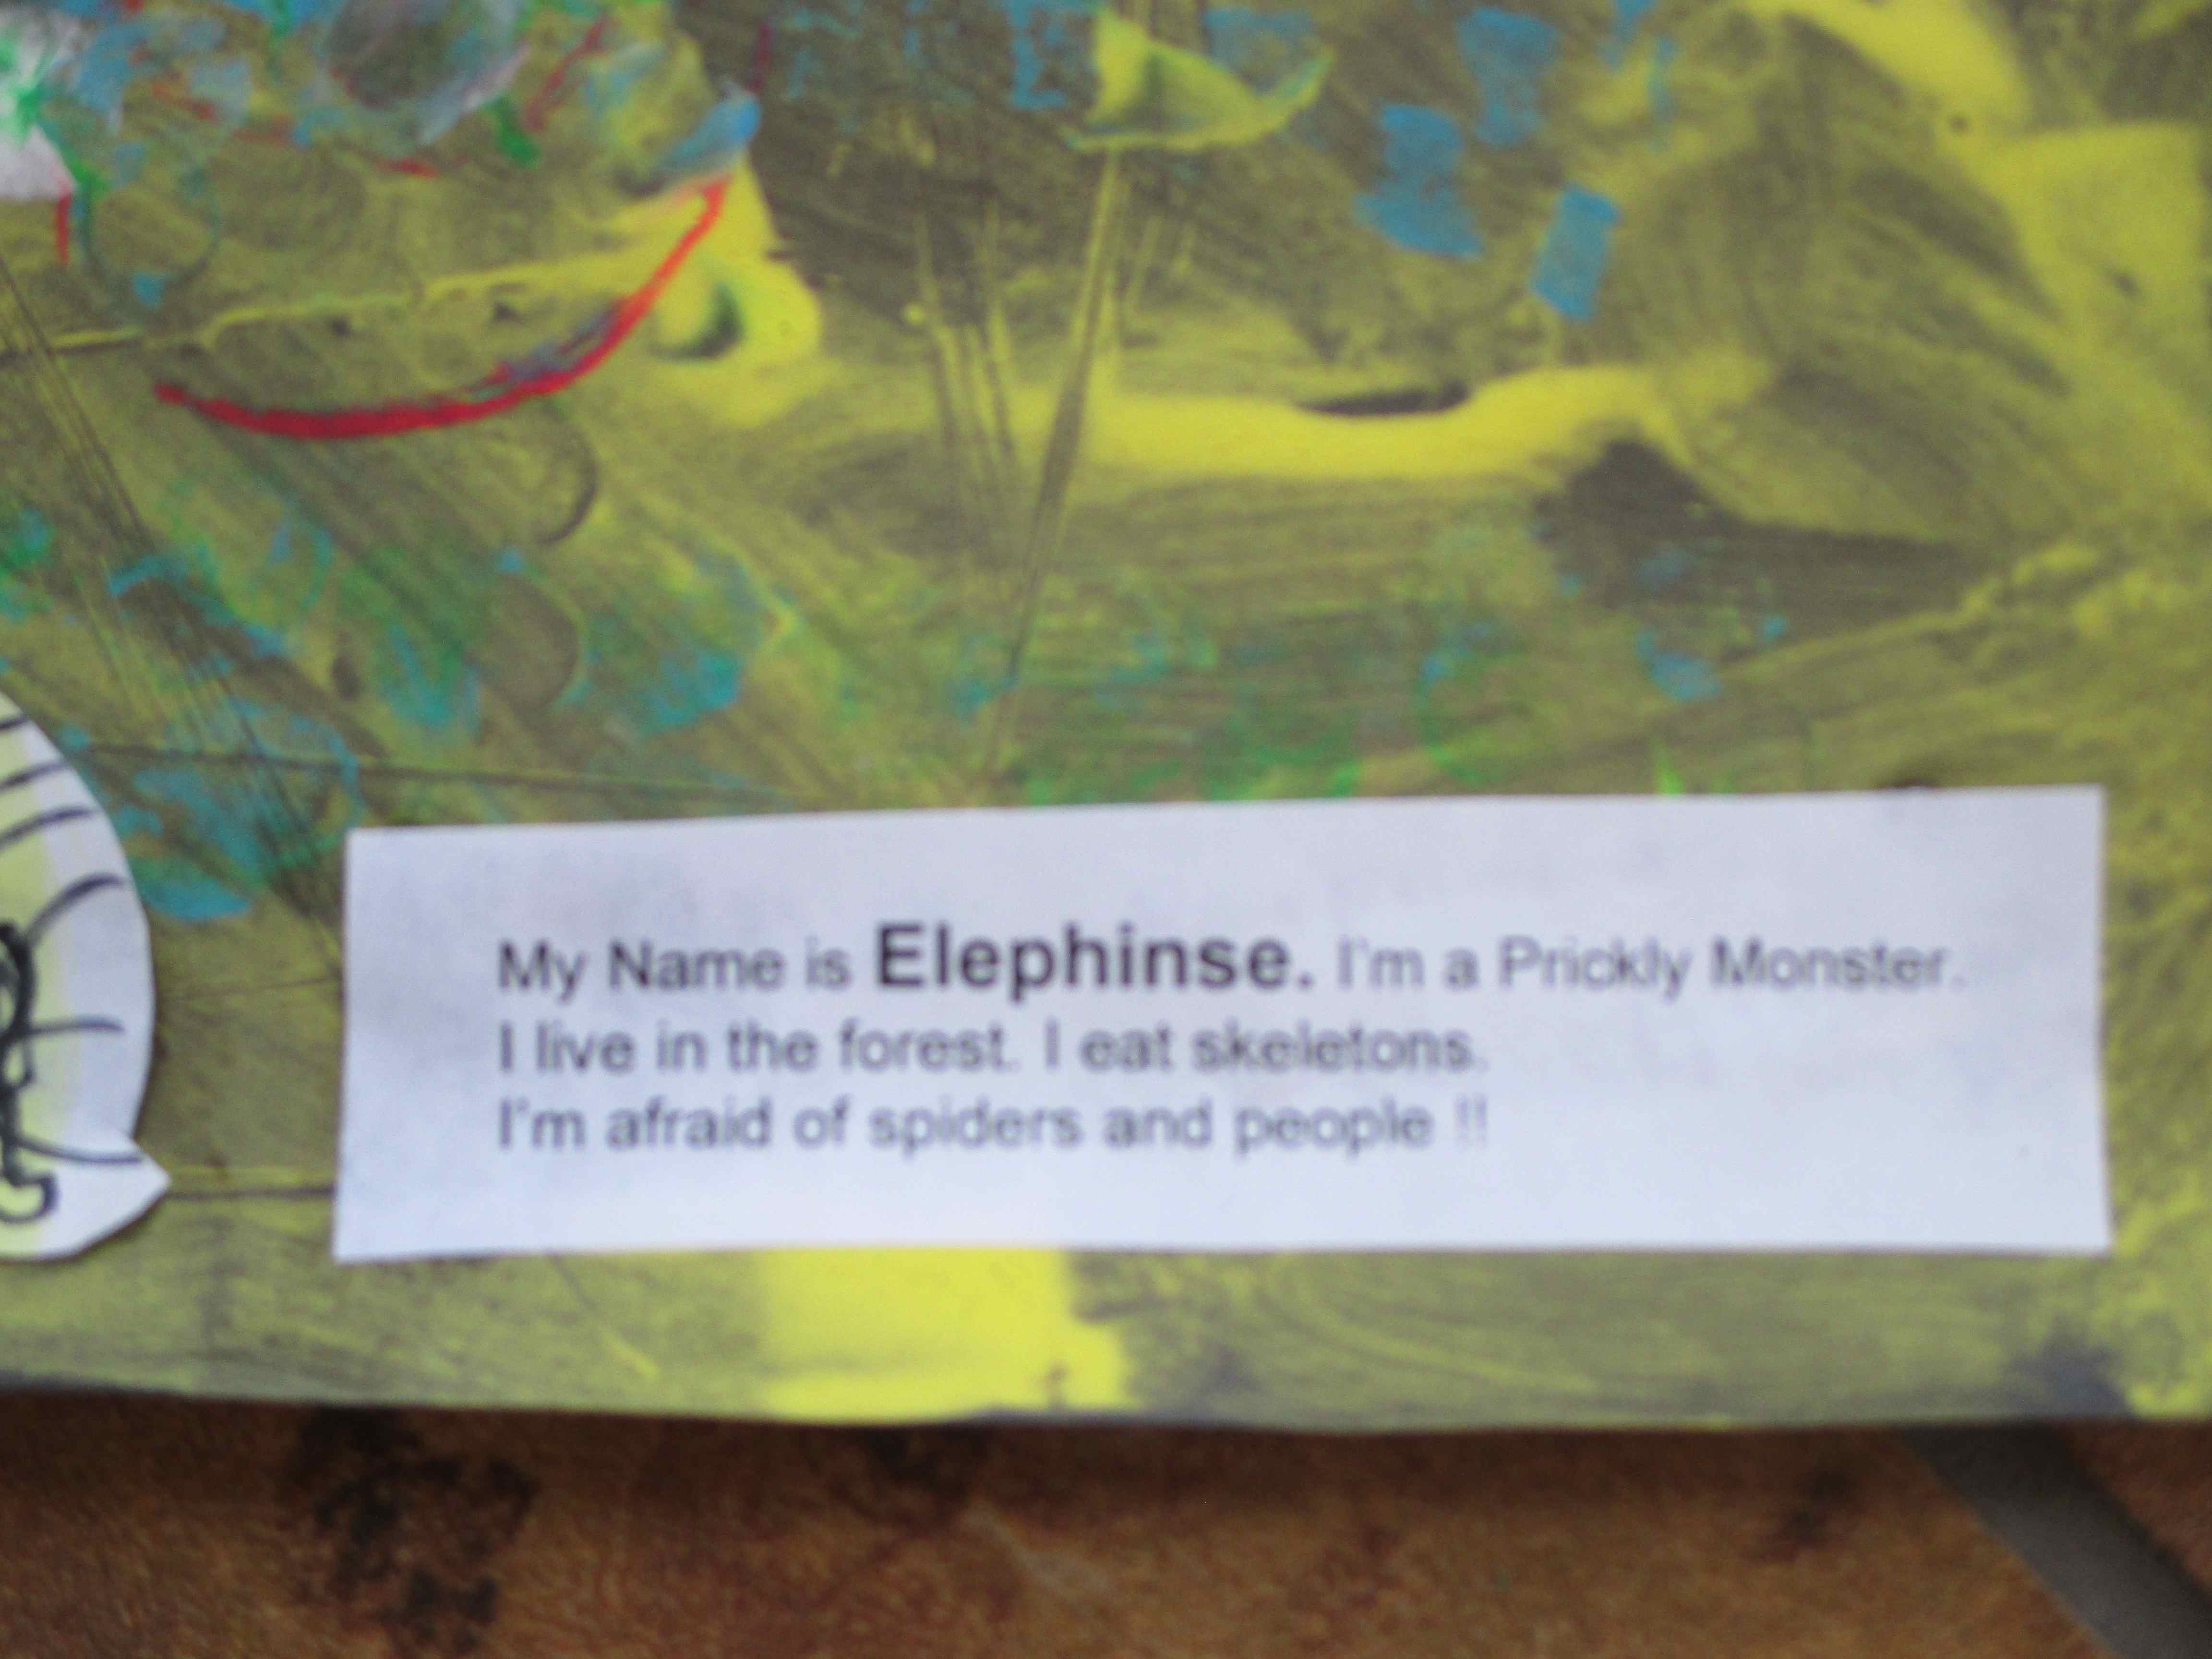 My Name is Elephinse. I'm a Prickly Monster.
I live in the forest. I eat skeletons.
I'm afraid of spiders and people !!